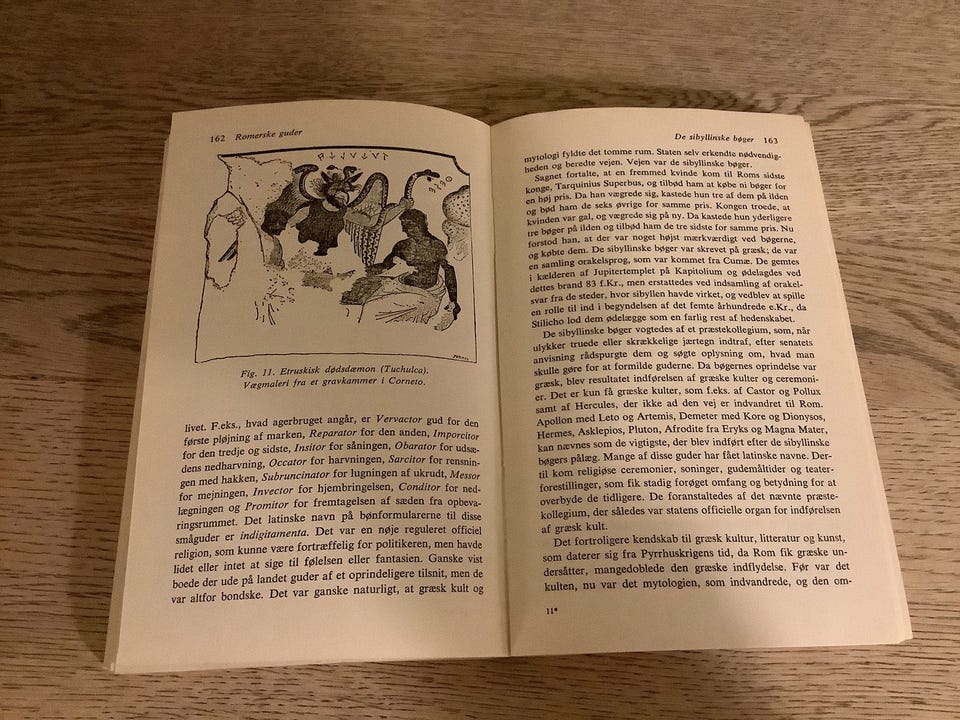 162 Romerske guder
Fig. 11. Etruskisk dødsdæmon (Tuchulca).
Vægmaleri fra et gravkammer i Corneto.
livet. F.eks., hvad agerbruget angår, er Vervactor gud for den
første pløjning af marken, Reparator for den anden, Imporcitor
for den tredje og sidste, Insitor for såningen, Obarator for udsæ-
dens nedharvning, Occator for harvningen, Sarcitor for rensnin-
gen med hakken, Subruncinator for lugningen af ukrudt, Messor
for mejningen, Invector for hjembringelsen, Conditor for ned-
lægningen og Promitor for fremtagelsen af sæden fra opbeva-
ringsrummet. Det latinske navn på bønformularerne til disse
småguder er indigitamenta. Det var en nøje reguleret officiel
religion, som kunne være fortræffelig for politikeren, men havde
lidet eller intet at sige til følelsen eller fantasien. Ganske vist
boede der ude på landet guder af et oprindeligere tilsnit, men de
var altfor bondske. Det var ganske naturligt, at græsk kult og
De sibyllinske bøger 163
mytologi fyldte det tomme rum. Staten selv erkendte nødvendig-
heden og beredte vejen. Vejen var de sibyllinske bøger.
Sagnet fortalte, at en fremmed kvinde kom til Roms sidste
konge, Tarquinius Superbus, og tilbød ham at købe ni bøger for
en høj pris. Da han vægrede sig, kastede hun tre af dem på ilden
og bød ham de seks øvrige for samme pris. Kongen troede, at
kvinden var gal, og vægrede sig på ny. Da kastede hun yderligere
tre bøger på ilden og tilbød ham de tre sidste for samme pris. Nu
forstod han, at der var noget højst mærkværdigt ved bøgerne,
og købte dem. De sibyllinske bøger var skrevet på græsk; de var
en samling orakelsprog, som var kommet fra Cumæ. De gemtes
i kælderen af Jupitertemplet på Kapitolium og ødelagdes ved
dettes brand 83 f.Kr., men erstattedes ved indsamling af orakel-
svar fra de steder, hvor sibyllen havde virket, og vedblev at spille
en rolle til ind i begyndelsen af det femte århundrede e.Kr., da
Stilicho lod dem ødelægge som en farlig rest af hedenskabet.
De sibyllinske bøger vogtedes af et præstekollegium, som, når
ulykker truede eller skrækkelige jærtegn indtraf, efter senatets
anvisning rådspurgte dem og søgte oplysning om, hvad man
skulle gøre for at formilde guderne. Da bøgernes oprindelse var
græsk, blev resultatet indførelsen af græske kulter og ceremoni-
er. Det er kun få græske kulter, som f.eks. af Castor og Pollux
samt af Hercules, der ikke ad den vej er indvandret til Rom.
Apollon med Leto og Artemis, Demeter med Kore og Dionysos,
Hermes, Asklepios, Pluton, Afrodite fra Eryks og Magna Mater,
kan nævnes som de vigtigste, der blev indført efter de sibyllinske
bøgers pålæg. Mange af disse guder har fået latinske navne. Der-
til kom religiøse ceremonier, soninger, gudemåltider og teater-
forestillinger, som fik stadig forøget omfang og betydning for at
overbyde de tidligere. De foranstaltedes af det nævnte præste-
kollegium, der således var statens officielle organ for indførelsen
af græsk kult.
Det fortroligere kendskab til græsk kultur, litteratur og kunst,
som daterer sig fra Pyrrhuskrigens tid, da Rom fik græske un-
dersåtter, mangedoblede den græske indflydelse. Før var det
kulten, nu var det mytologien, som indvandrede, og den om-
11*